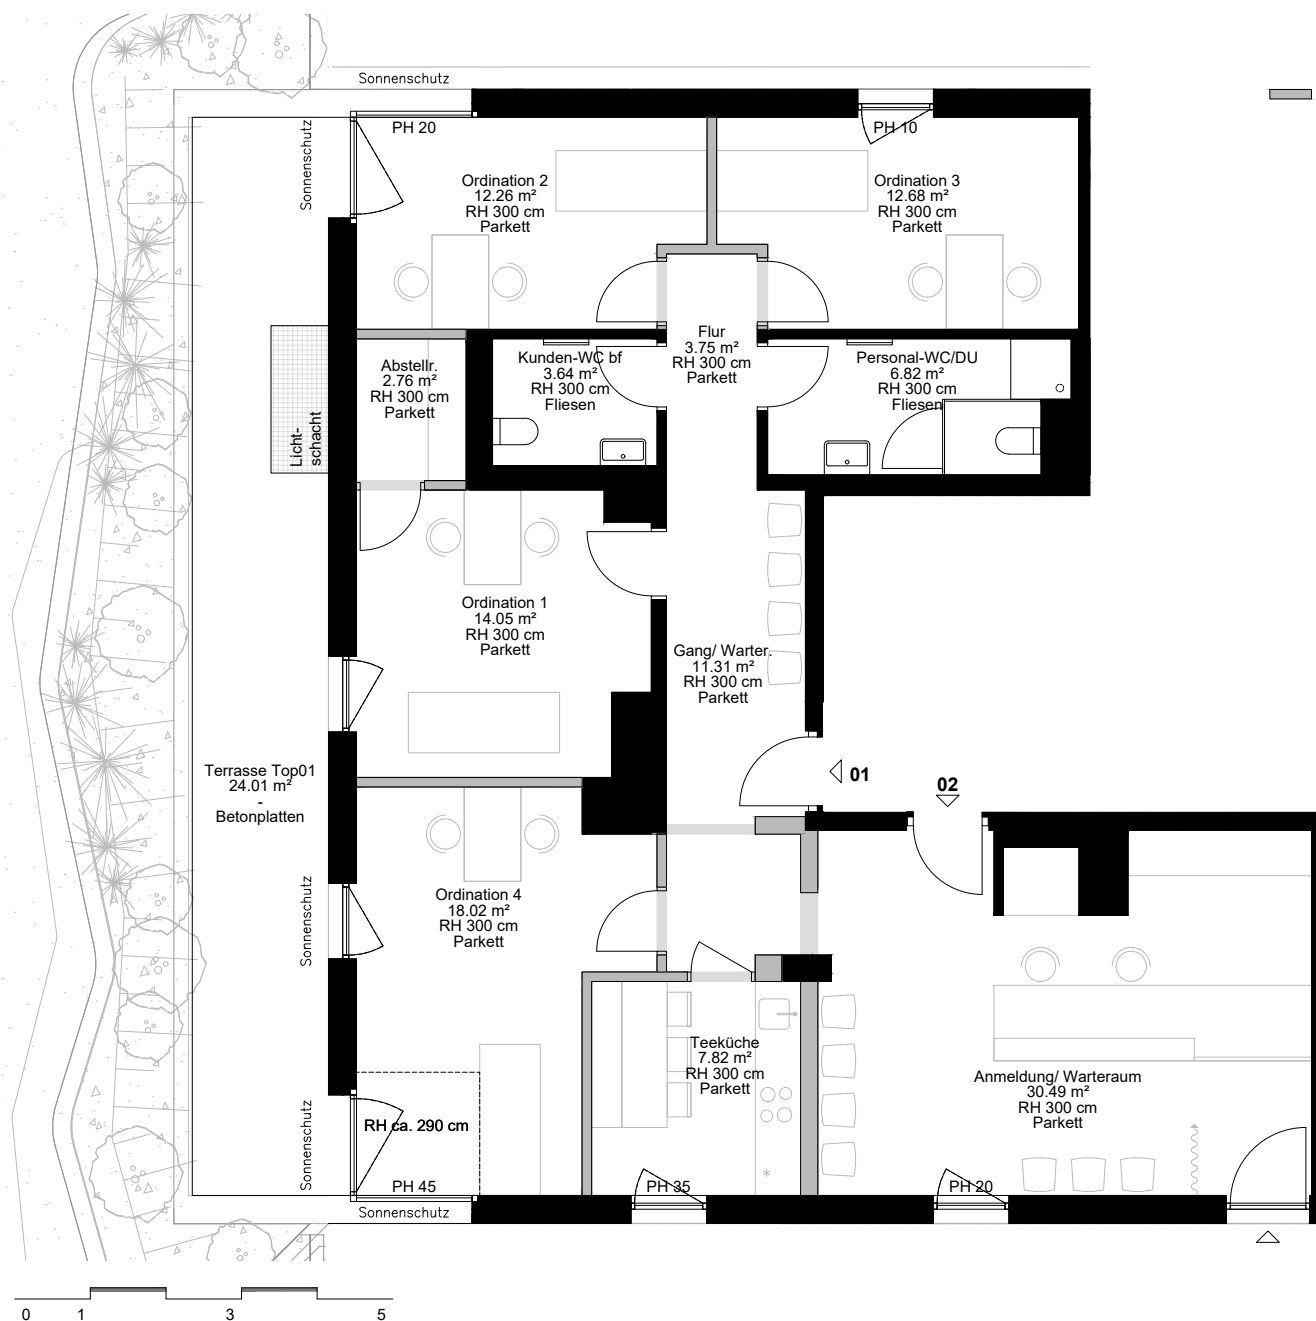 Sonnenschutz
Sonnenschutz
PH 20
PH 10
Ordination 2
12.26 m²
RH 300 cm
Parkett
Ordination 3
12.68 m²
RH 300 cm
Parkett
Flur
3.75 m²
RH 300 cm
Parkett
Abstellr.
2.76 m²
RH 300 cm
Parkett
Kunden-WC bf
3.64 m²
RH 300 cm
Fliesen
Personal-WC/DU
6.82 m²
RH 300 cm
Fliesen
Licht-
schacht
Ordination 1
14.05 m²
RH 300 cm
Parkett
Gang/ Warter.
11.31 m²
RH 300 cm
Parkett
Terrasse Top01
24.01 m²
-
Betonplatten
01
02
Sonnenschutz
Ordination 4
18.02 m²
RH 300 cm
Parkett
Teeküche
7.82 m²
RH 300 cm
Parkett
Anmeldung/ Warteraum
30.49 m²
RH 300 cm
Parkett
Sonnenschutz
RH ca. 290 cm
PH 45
PH 35
PH 20
Sonnenschutz
0 1 3 5